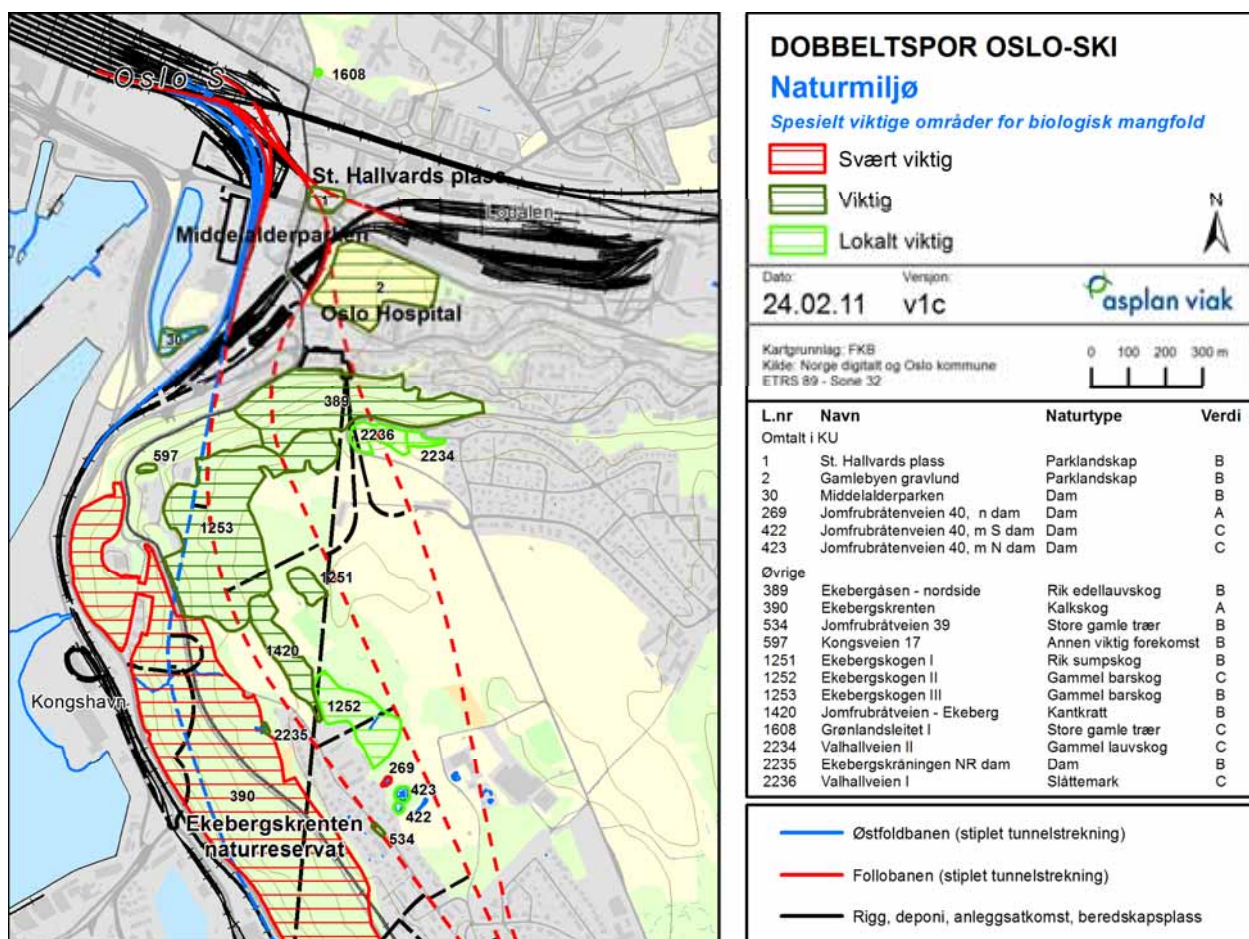 Oslo S
1608
St. Hallvards plass
1
Lodalen
Middelalderparken
2
Oslo Hospital
30
389
2236
2234
597
1253
1251
1420
1252
Kongshavn
2235
269
423
390
422
Ekebergskrenten
534
naturreservat
DOBBELTSPOR OSLO-SKI
Naturmiljø
Spesielt viktige områder for biologisk mangfold
Svært viktig
Viktig
Lokalt viktig
N
Dato: Versjon:
24.02.11 v1c
asplan viak
Kartgrunnlag: FKB
Kilde: Norge digitalt og Oslo kommune
ETRS 89 - Sone 32
0 100 200 300 m
L.nr Navn Naturtype Verdi
Omtalt i KU
1 St. Hallvards plass Parklandskap B
2 Gamlebyen gravlund Parklandskap B
30 Middelalderparken Dam B
269 Jomfrubråtenveien 40, n dam Dam A
422 Jomfrubråtenveien 40, m S dam Dam C
423 Jomfrubråtenveien 40, m N dam Dam C
Øvrige
389 Ekebergåsen - nordside Rik edellauvskog B
390 Ekebergskrenten Kalkskog A
534 Jomfrubråtveien 39 Store gamle trær B
597 Kongsveien 17 Annen viktig forekomst B
1251 Ekebergskogen I Rik sumpskog B
1252 Ekebergskogen II Gammel barskog C
1253 Ekebergskogen III Gammel barskog B
1420 Jomfrubråtveien - Ekeberg Kantkratt B
1608 Grønlandsleitet I Store gamle trær C
2234 Valhallveien II Gammel lauvskog C
2235 Ekebergskråningen NR dam Dam B
2236 Valhallveien I Slåttemark C
Østfoldbanen (stiplet tunnelstrekning)
Follobanen (stiplet tunnelstrekning)
Rigg, deponi, anleggsatkomst, beredskapsplass